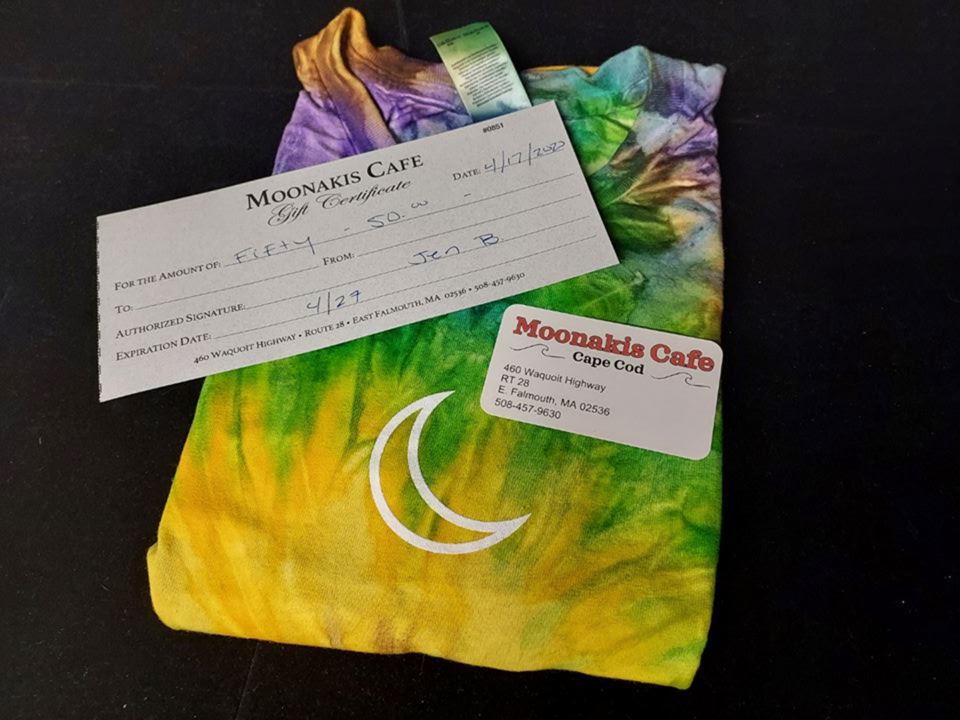 #0851
MOONAKIS CAFE
Gift Certificate
DATE: 4/17/2020
FOR THE AMOUNT OF: Fifty - 50.00 -
TO: FROM:
AUTHORIZED SIGNATURE: Jen B.
EXPIRATION DATE: 4/27
460 WAQUOIT HIGHWAY • ROUTE 28 • EAST FALMOUTH, MA 02536 • 508-457-9630
Moonakis Cafe
Cape Cod
460 Waquoit Highway
RT 28
E. Falmouth, MA 02536
508-457-9630